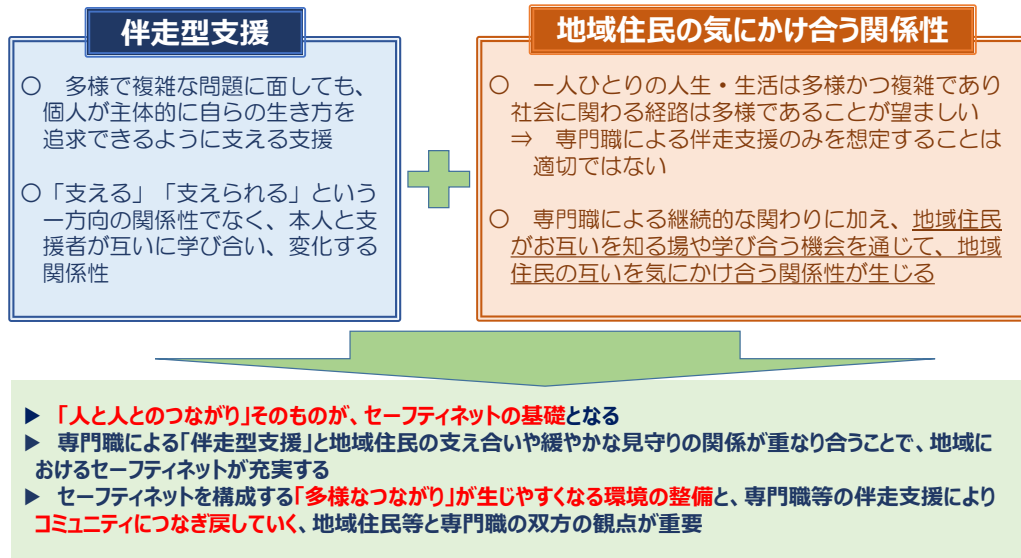 伴走型支援
○　多様で複雑な問題に面しても、
個人が主体的に自らの生き方を
追求できるように支える支援
○「支える」「支えられる」という
一方向の関係性でなく、本人と支
援者が互いに学び合い、変化する
関係性
地域住民の気にかけ合う関係性
○　一人ひとりの人生・生活は多様かつ複雑であり
社会に関わる経路は多様であることが望ましい
⇒　専門職による伴走支援のみを想定することは
適切ではない
○　専門職による継続的な関わりに加え、地域住民
がお互いを知る場や学び合う機会を通じて、地域
住民の互いを気にかけ合う関係性が生じる
▶　「人と人とのつながり」そのものが、セーフティネットの基礎となる
▶　専門職による「伴走型支援」と地域住民の支え合いや緩やかな見守りの関係が重なり合うことで、地域に
おけるセーフティネットが充実する
▶　セーフティネットを構成する「多様なつながり」が生じやすくなる環境の整備と、専門職等の伴走支援により
コミュニティにつなぎ戻していく、地域住民等と専門職の双方の観点が重要